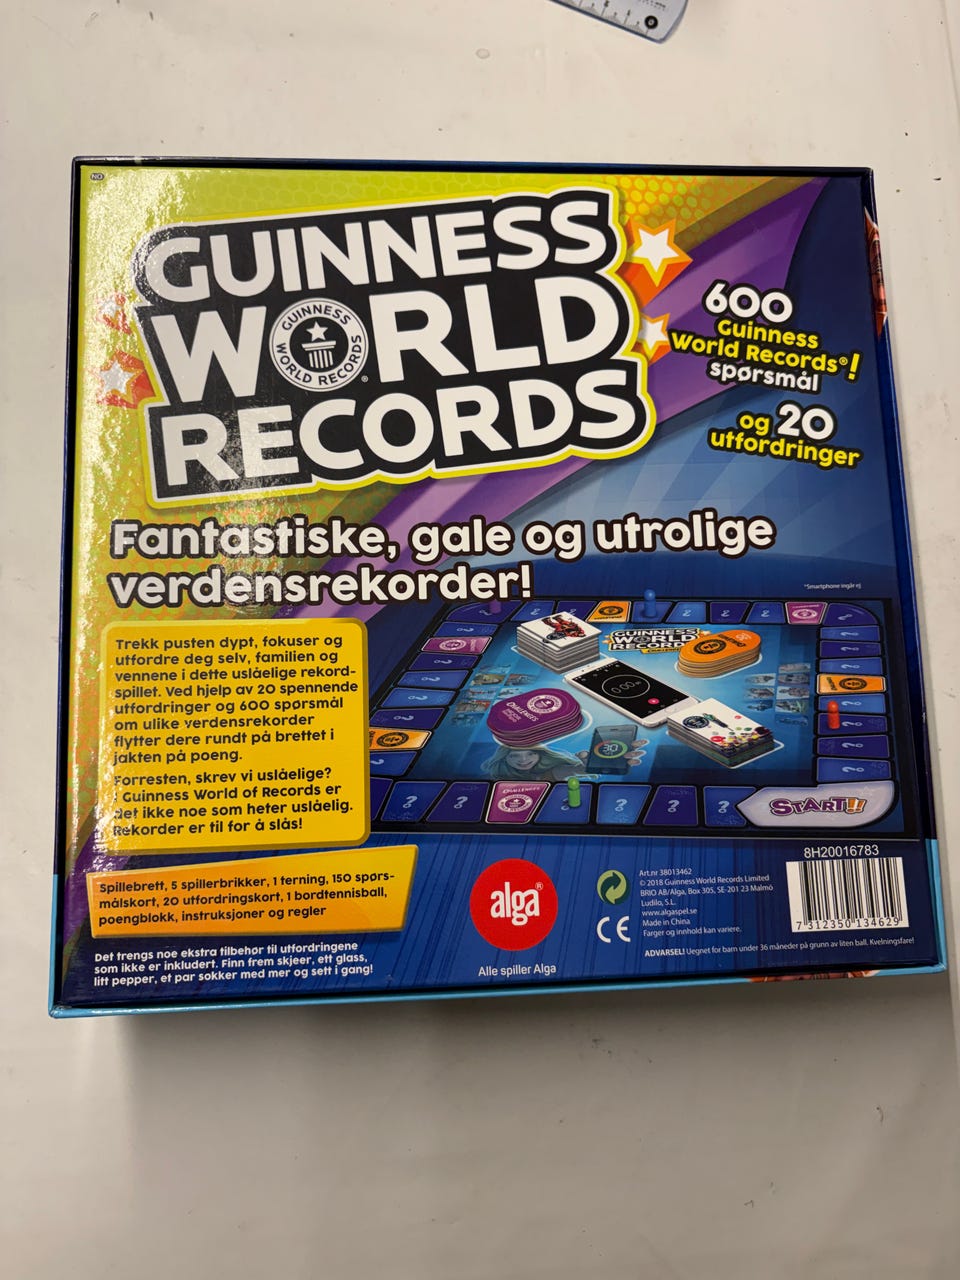 NO
GUINNESS
WORLD
RECORDS
GUINNESS
WORLD RECORDS
600
Guinness
World Records®!
spørsmål
og 20
utfordringer
Fantastiske, gale og utrolige
verdensrekorder!
*Smartphone ingår ej
Trekk pusten dypt, fokuser og
utfordre deg selv, familien og
vennene i dette uslåelige rekord-
spillet. Ved hjelp av 20 spennende
utfordringer og 600 spørsmål
om ulike verdensrekorder
flytter dere rundt på brettet i
jakten på poeng.
Forresten, skrev vi uslåelige?
I Guinness World of Records er
det ikke noe som heter uslåelig.
Rekorder er til for å slås!
GUINNESS
WORLD
RECORDS
CHALLENGES
30
CHALLENGES
START!!
Spillebrett, 5 spillerbrikker, 1 terning, 150 spørs-
målskort, 20 utfordringskort, 1 bordtennisball,
poengblokk, instruksjoner og regler
Det trengs noe ekstra tilbehør til utfordringene
som ikke er inkludert. Finn frem skjeer, ett glass,
litt pepper, et par sokker med mer og sett i gang!
alga®
Alle spiller Alga
CE
Art.nr 38013462
© 2018 Guinness World Records Limited
BRIO AB/Alga, Box 305, SE-201 23 Malmö
Ludilo, S.L.
www.algaspel.se
Made in China
Farger og innhold kan variere.
ADVARSEL! Uegnet for barn under 36 måneder på grunn av liten ball. Kvelningsfare!
8H20016783
7 312350 134629